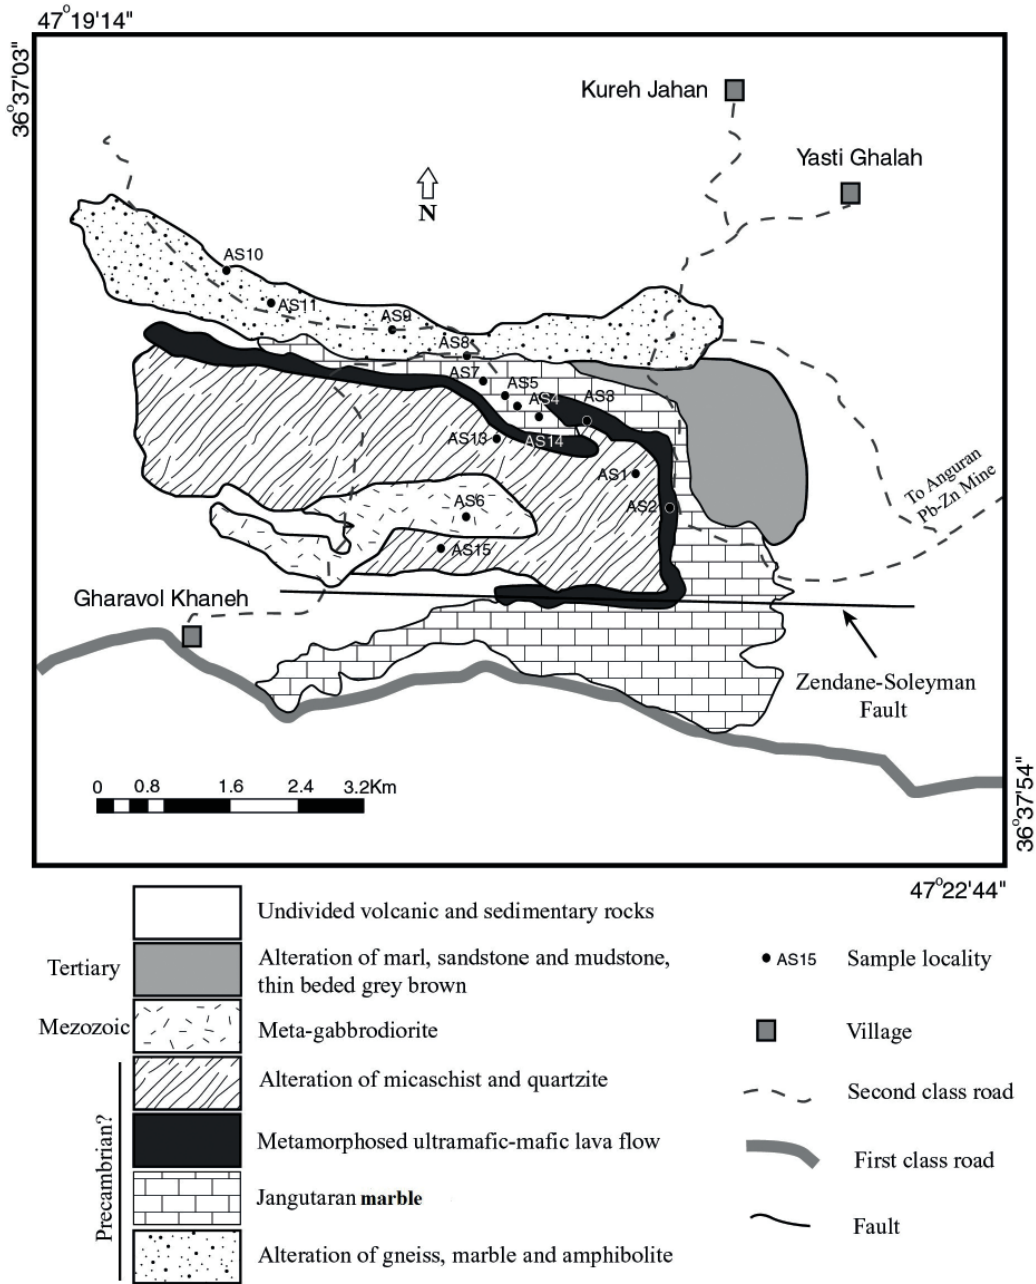 47°19'14"
36°37'03"
Kureh Jahan
Yasti Ghalah
N
AS10
AS11
AS9
AS8
AS7
AS5
AS4
AS3
AS13
AS14
AS1
AS6
AS2
AS15
To Anguran
Pb-Zn Mine
Gharavol Khaneh
Zendane-Soleyman
Fault
0 0.8 1.6 2.4 3.2Km
36°37'54"
47°22'44"
Undivided volcanic and sedimentary rocks
Tertiary
Alteration of marl, sandstone and mudstone,
thin beded grey brown
Mezozoic
Meta-gabbrodiorite
Precambrian?
Alteration of micaschist and quartzite
Metamorphosed ultramafic-mafic lava flow
Jangutaran marble
Alteration of gneiss, marble and amphibolite
AS15 Sample locality
Village
Second class road
First class road
Fault